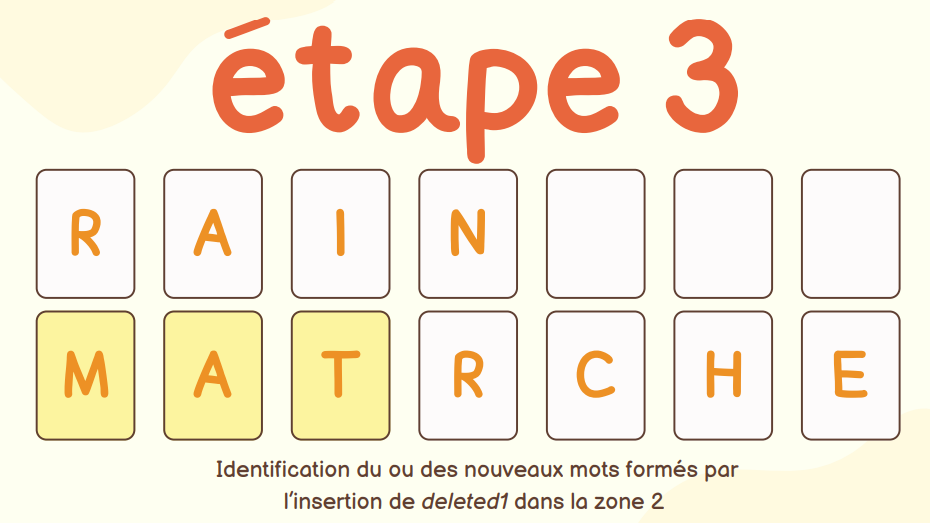 étape 3
R A I N
M A T R C H E
Identification du ou des nouveaux mots formés par
l'insertion de deleted1 dans la zone 2